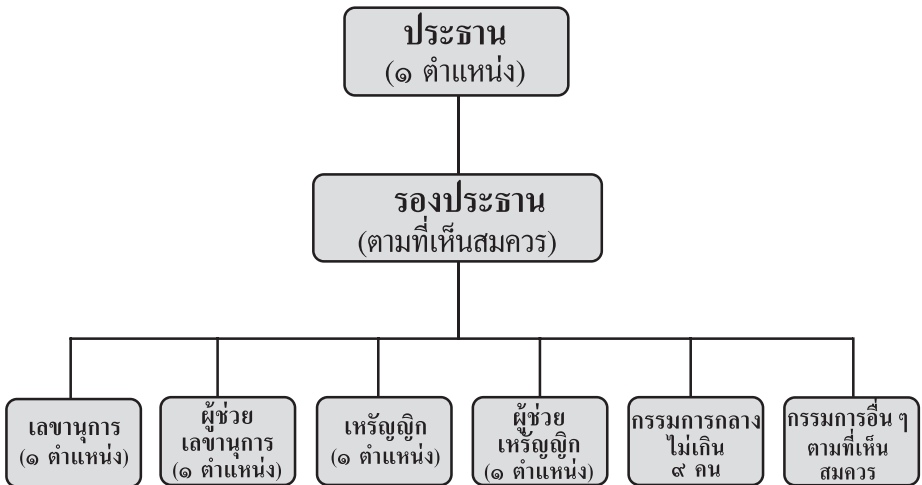 ประธาน
(๑ ตำแหน่ง)
รองประธาน
(ตามที่เห็นสมควร)
เลขานุการ
(๑ ตำแหน่ง)
ผู้ช่วย
เลขานุการ
(๑ ตำแหน่ง)
เหรัญญิก
(๑ ตำแหน่ง)
ผู้ช่วย
เหรัญญิก
(๑ ตำแหน่ง)
กรรมการกลาง
ไม่เกิน
๙ คน
กรรมการอื่น ๆ
ตามที่เห็น
สมควร